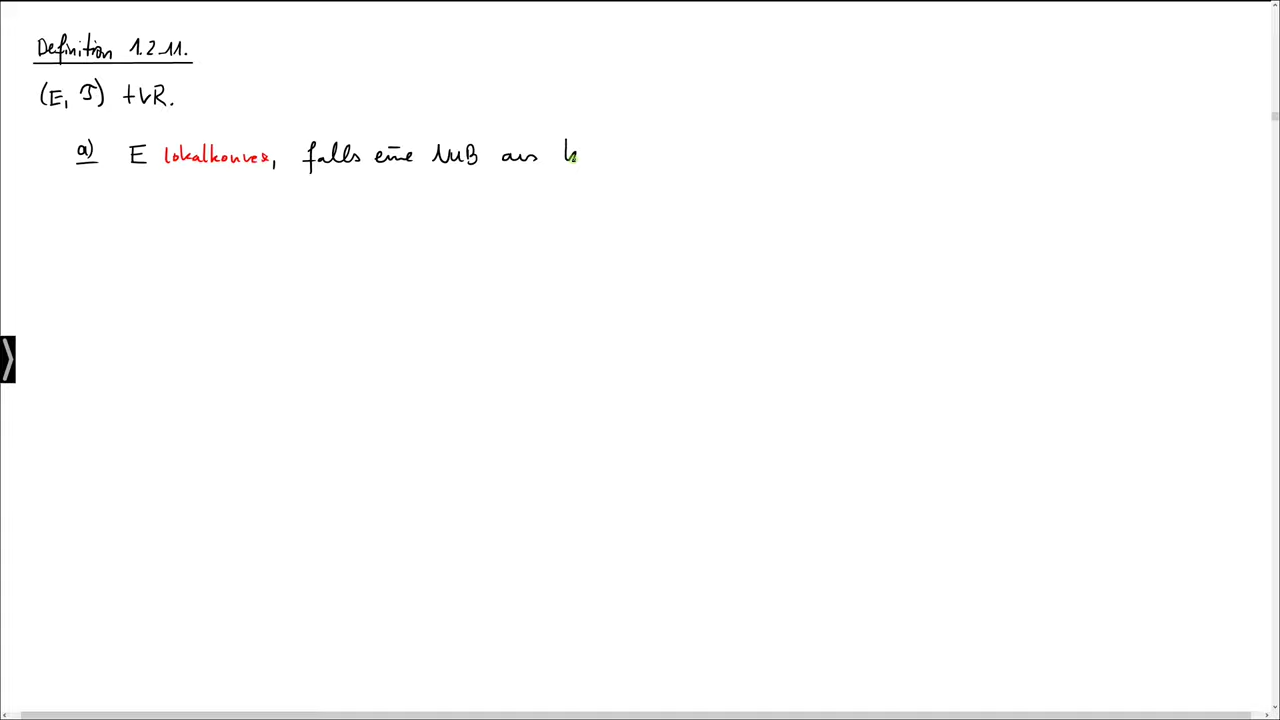 Definition 1.2.11.
(E, T) tVR.
a) E lokalkonvex, falls eine NUB aus